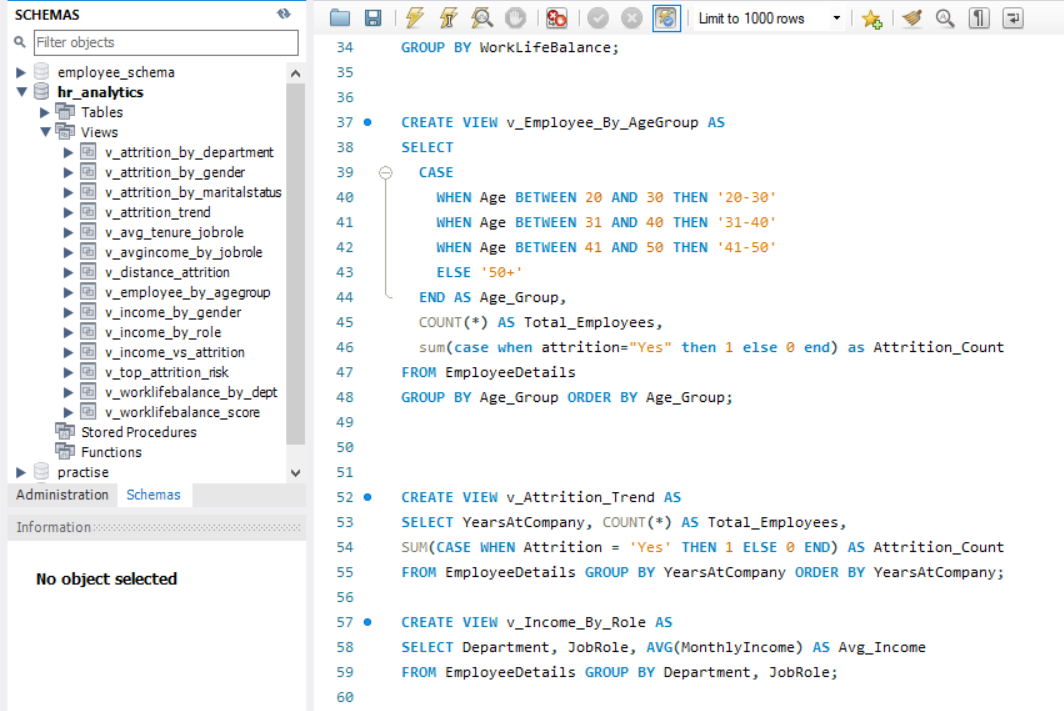 SCHEMAS
Filter objects
employee_schema
hr_analytics
Tables
Views
v_attrition_by_department
v_attrition_by_gender
v_attrition_by_maritalstatus
v_attrition_trend
v_avg_tenure_jobrole
v_avgincome_by_jobrole
v_distance_attrition
v_employee_by_agegroup
v_income_by_gender
v_income_by_role
v_income_vs_attrition
v_top_attrition_risk
v_worklifebalance_by_dept
v_worklifebalance_score
Stored Procedures
Functions
practise
Administration Schemas
Information
No object selected
Limit to 1000 rows
34 GROUP BY WorkLifeBalance;
35
36
37 CREATE VIEW v_Employee_By_AgeGroup AS
38 SELECT
39 CASE
40 WHEN Age BETWEEN 20 AND 30 THEN '20-30'
41 WHEN Age BETWEEN 31 AND 40 THEN '31-40'
42 WHEN Age BETWEEN 41 AND 50 THEN '41-50'
43 ELSE '50+'
44 END AS Age_Group,
45 COUNT(*) AS Total_Employees,
46 sum(case when attrition="Yes" then 1 else 0 end) as Attrition_Count
47 FROM EmployeeDetails
48 GROUP BY Age_Group ORDER BY Age_Group;
49
50
51
52 CREATE VIEW v_Attrition_Trend AS
53 SELECT YearsAtCompany, COUNT(*) AS Total_Employees,
54 SUM(CASE WHEN Attrition = 'Yes' THEN 1 ELSE 0 END) AS Attrition_Count
55 FROM EmployeeDetails GROUP BY YearsAtCompany ORDER BY YearsAtCompany;
56
57 CREATE VIEW v_Income_By_Role AS
58 SELECT Department, JobRole, AVG(MonthlyIncome) AS Avg_Income
59 FROM EmployeeDetails GROUP BY Department, JobRole;
60